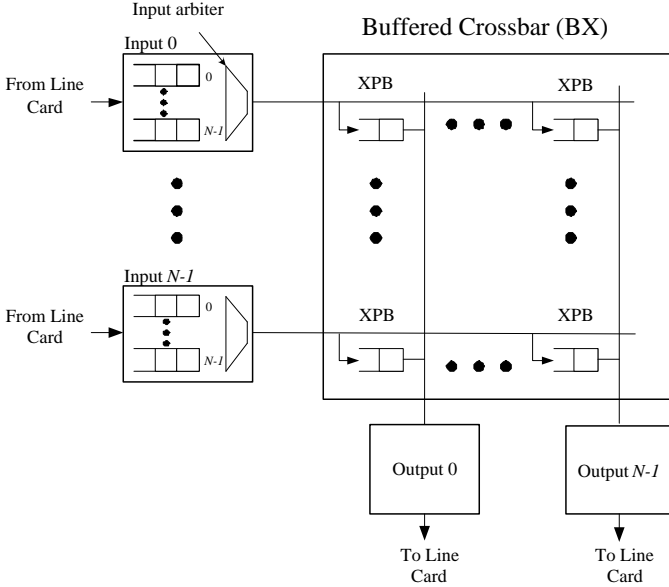 Input arbiter
Buffered Crossbar (BX)
Input 0
XPB
XPB
From Line
Card
0
N-1
Input N-1
From Line
Card
0
N-1
XPB
XPB
Output 0
Output N-1
To Line
Card
To Line
Card